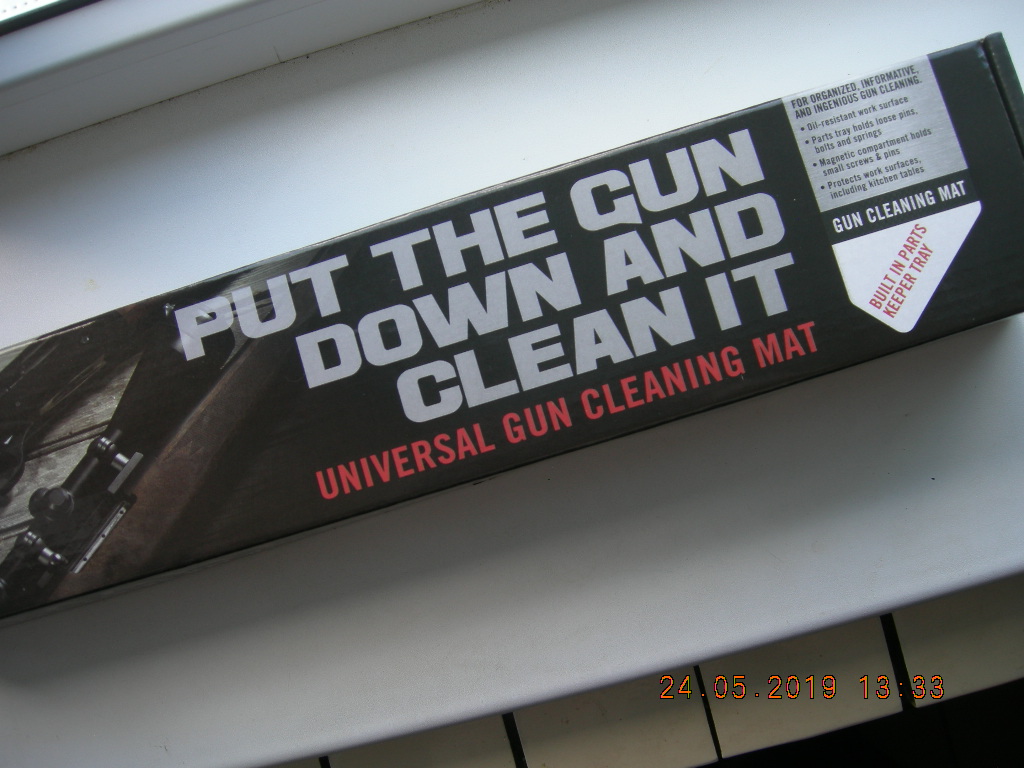 PUT THE GUN
DOWN AND
CLEAN IT
UNIVERSAL GUN CLEANING MAT
FOR ORGANIZED, INFORMATIVE,
AND INGENIOUS GUN CLEANING.
• Oil-resistant work surface
• Parts tray holds loose pins,
bolts and springs
• Magnetic compartment holds
small screws & pins
• Protects work surfaces,
including kitchen tables
GUN CLEANING MAT
BUILT IN PARTS
KEEPER TRAY
24.05.2019 13:33